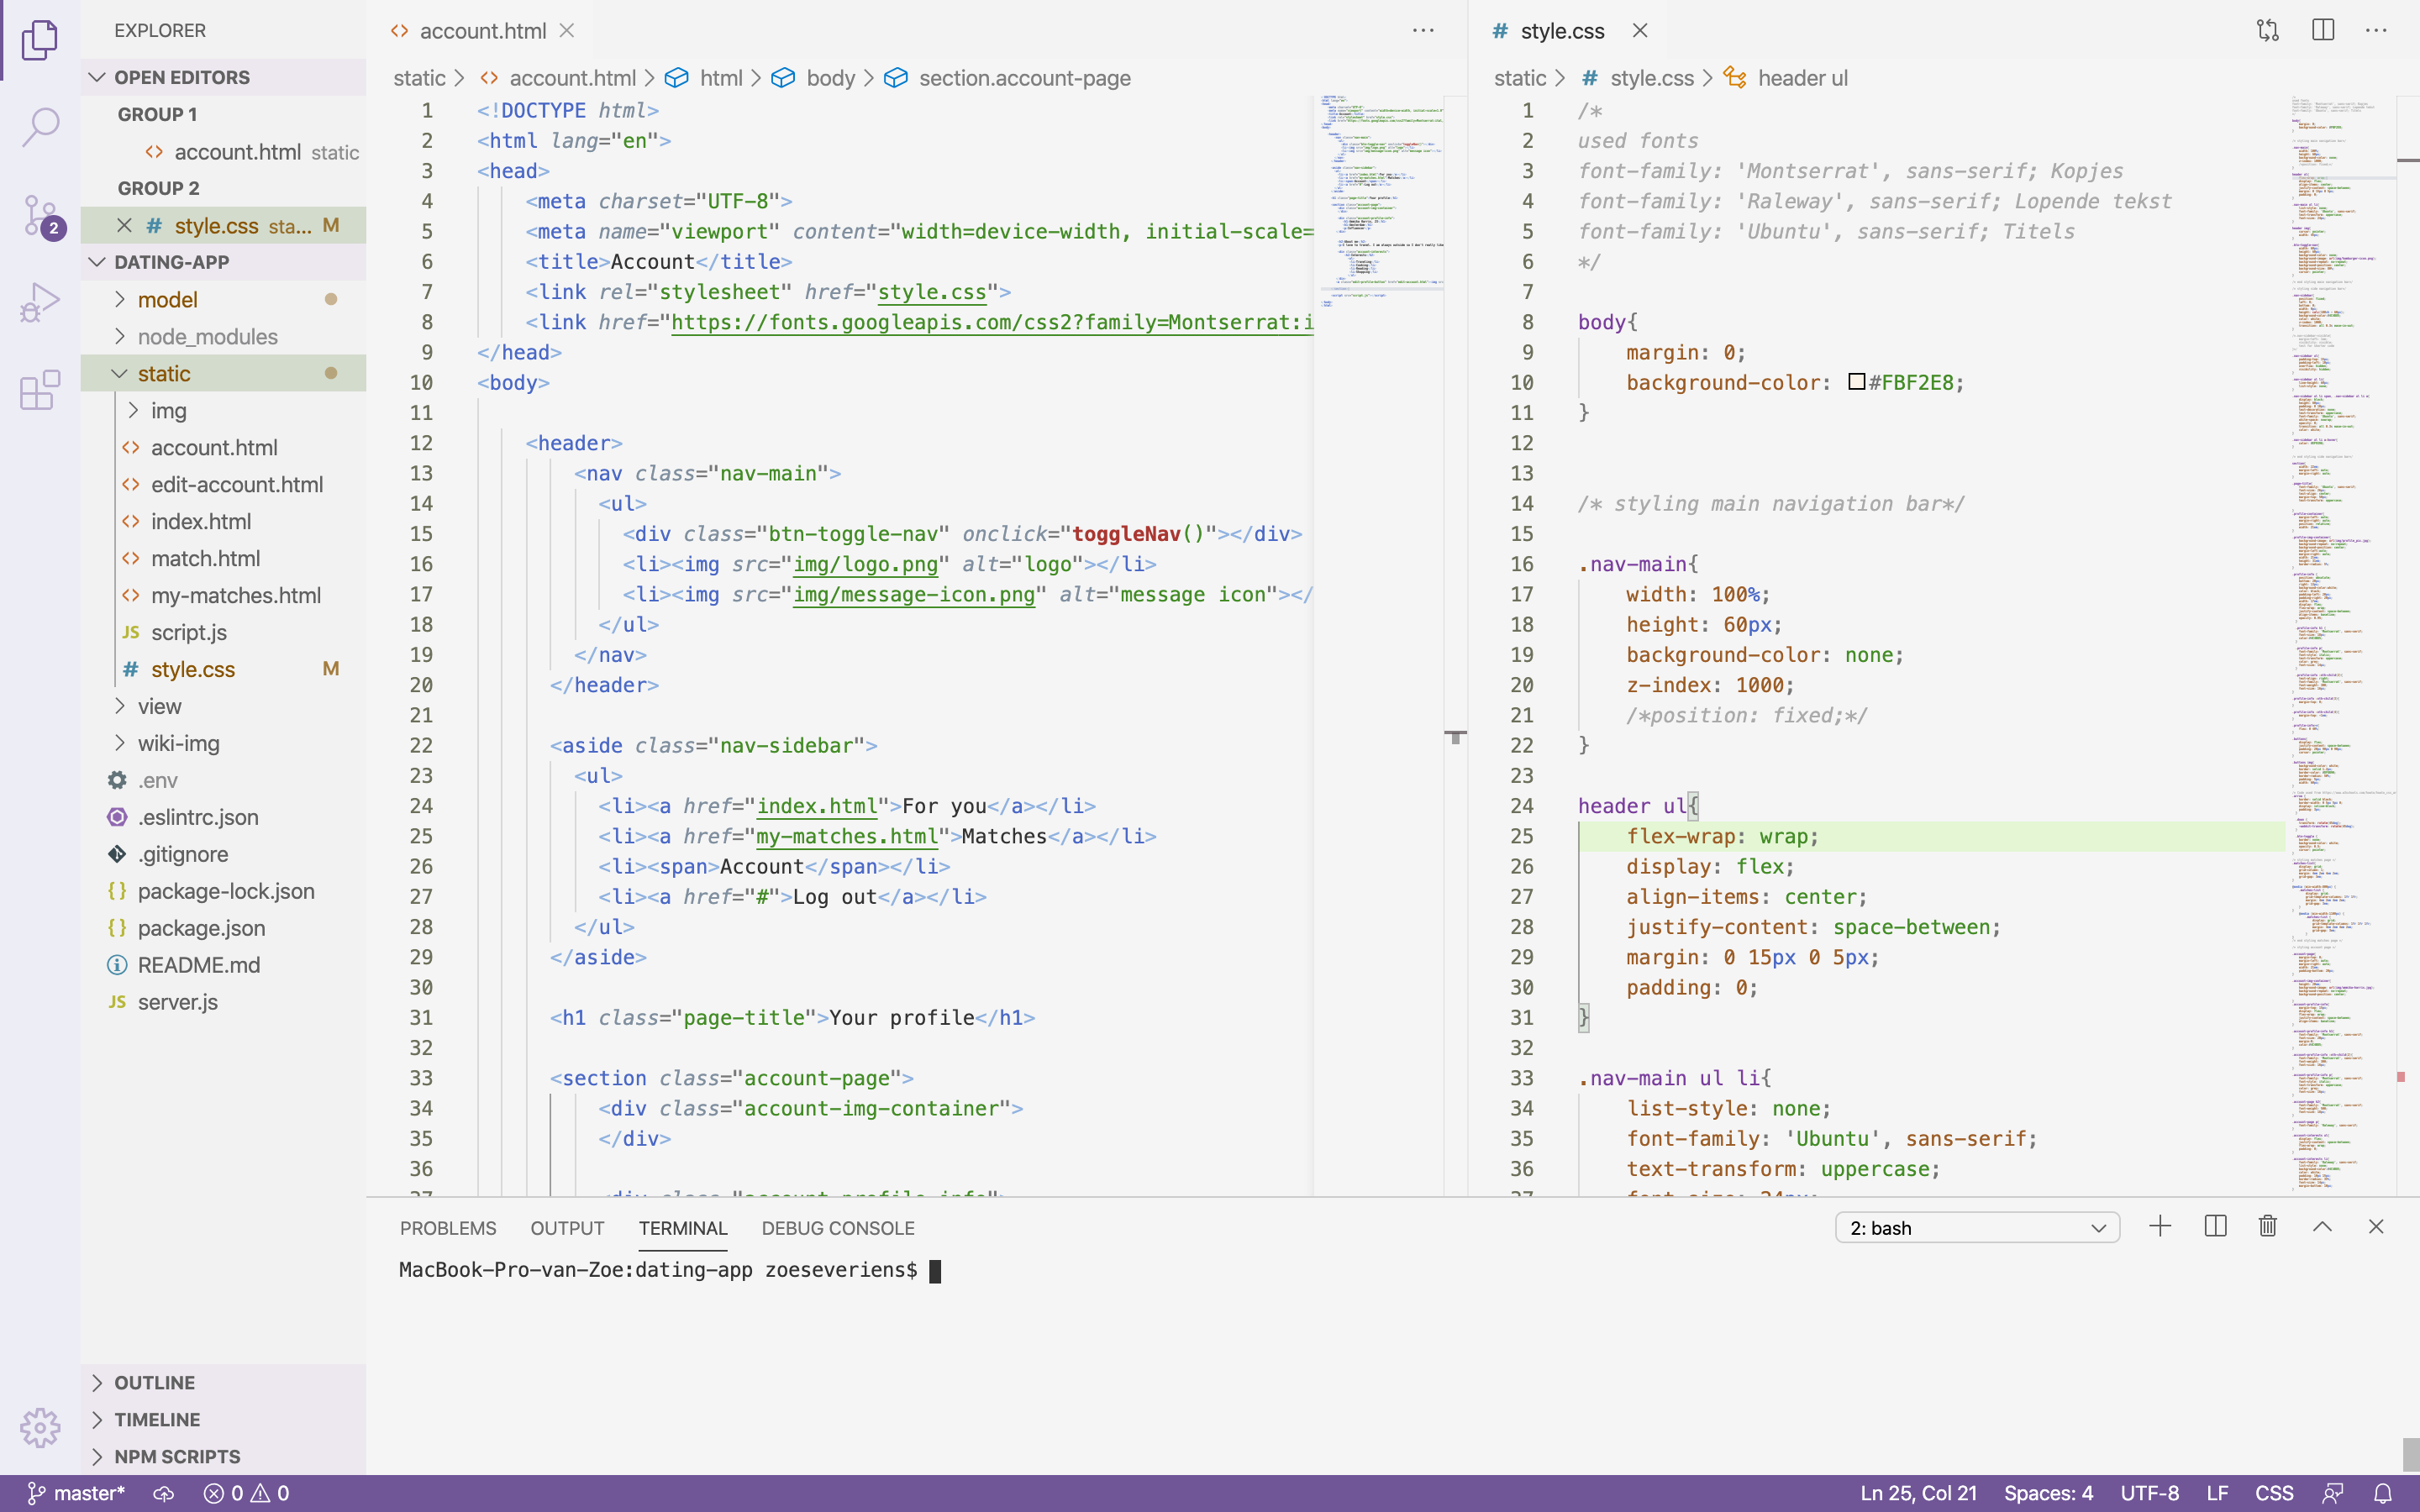 EXPLORER
OPEN EDITORS
GROUP 1
account.html static
GROUP 2
style.css sta... M
DATING-APP
model
node_modules
static
img
account.html
edit-account.html
index.html
match.html
my-matches.html
JS script.js
# style.css M
view
wiki-img
.env
.eslintrc.json
.gitignore
{} package-lock.json
{} package.json
README.md
JS server.js
OUTLINE
TIMELINE
NPM SCRIPTS
2
account.html
static > account.html > html > body > section.account-page
1 <!DOCTYPE html>
2 <html lang="en">
3 <head>
4 <meta charset="UTF-8">
5 <meta name="viewport" content="width=device-width, initial-scale=
6 <title>Account</title>
7 <link rel="stylesheet" href="style.css">
8 <link href="https://fonts.googleapis.com/css2?family=Montserrat:i
9 </head>
10 <body>
11
12 <header>
13 <nav class="nav-main">
14 <ul>
15 <div class="btn-toggle-nav" onclick="toggleNav()"></div>
16 <li><img src="img/logo.png" alt="logo"></li>
17 <li><img src="img/message-icon.png" alt="message icon"></
18 </ul>
19 </nav>
20 </header>
21
22 <aside class="nav-sidebar">
23 <ul>
24 <li><a href="index.html">For you</a></li>
25 <li><a href="my-matches.html">Matches</a></li>
26 <li><span>Account</span></li>
27 <li><a href="#">Log out</a></li>
28 </ul>
29 </aside>
30
31 <h1 class="page-title">Your profile</h1>
32
33 <section class="account-page">
34 <div class="account-img-container">
35 </div>
36
37 <div class="account-profile-info">
# style.css
static > # style.css > header ul
1 /*
2 used fonts
3 font-family: 'Montserrat', sans-serif; Kopjes
4 font-family: 'Raleway', sans-serif; Lopende tekst
5 font-family: 'Ubuntu', sans-serif; Titels
6 */
7
8 body{
9 margin: 0;
10 background-color: #FBF2E8;
11 }
12
13
14 /* styling main navigation bar*/
15
16 .nav-main{
17 width: 100%;
18 height: 60px;
19 background-color: none;
20 z-index: 1000;
21 /*position: fixed;*/
22 }
23
24 header ul{
25 flex-wrap: wrap;
26 display: flex;
27 align-items: center;
28 justify-content: space-between;
29 margin: 0 15px 0 5px;
30 padding: 0;
31 }
32
33 .nav-main ul li{
34 list-style: none;
35 font-family: 'Ubuntu', sans-serif;
36 text-transform: uppercase;
37 font-size: 24px;
PROBLEMS OUTPUT TERMINAL DEBUG CONSOLE
2: bash
MacBook-Pro-van-Zoe:dating-app zoeseveriens$
master* 0 0 Ln 25, Col 21 Spaces: 4 UTF-8 LF CSS